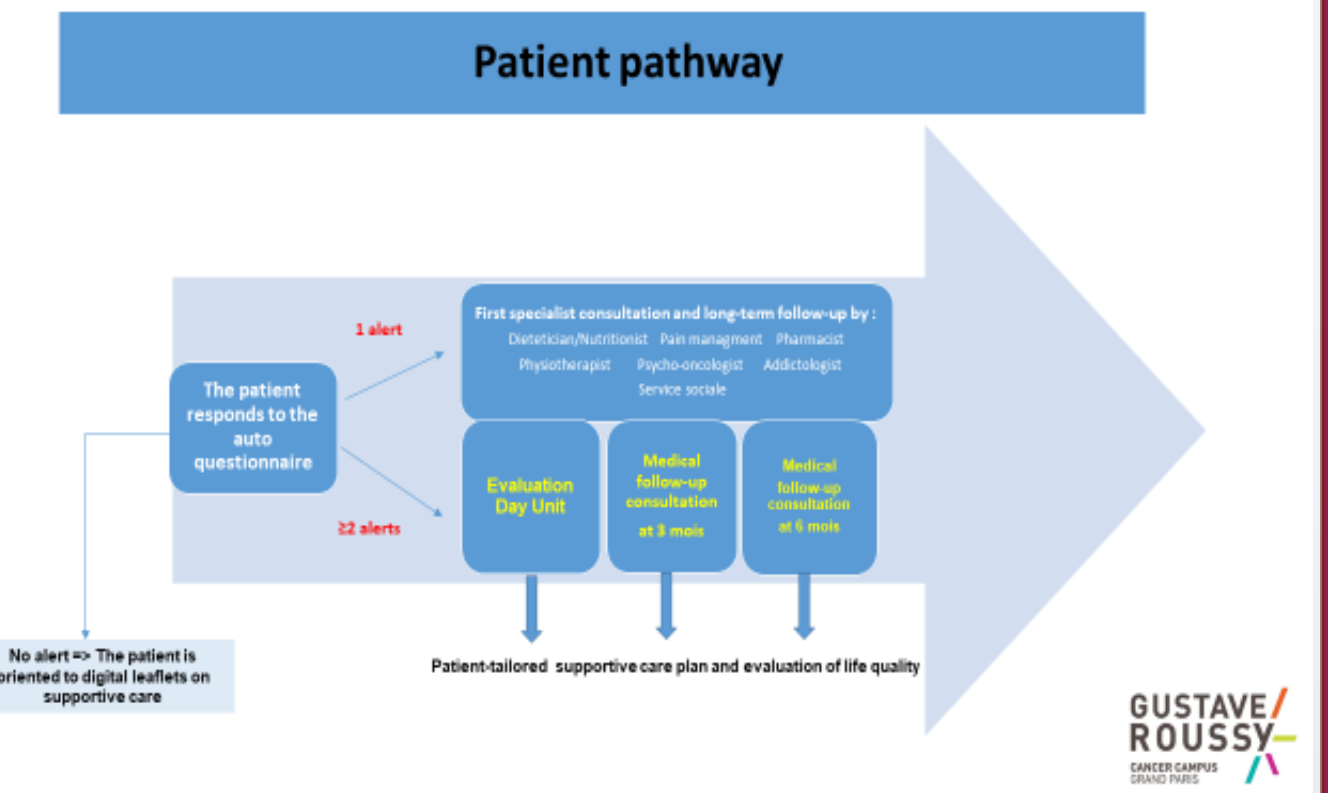 Patient pathway
1 alert
First specialist consultation and long-term follow-up by :
Dietetician/Nutritionist Pain managment Pharmacist
Physiotherapist Psycho-oncologist Addictologist
Service sociale
The patient
responds to the
auto
questionnaire
≥2 alerts
Evaluation
Day Unit
Medical
follow-up
consultation
at 3 mois
Medical
follow-up
consultation
at 6 mois
No alert => The patient is
oriented to digital leaflets on
supportive care
Patient-tailored supportive care plan and evaluation of life quality
GUSTAVE
ROUSSY
CANCER CAMPUS
GRAND PARIS